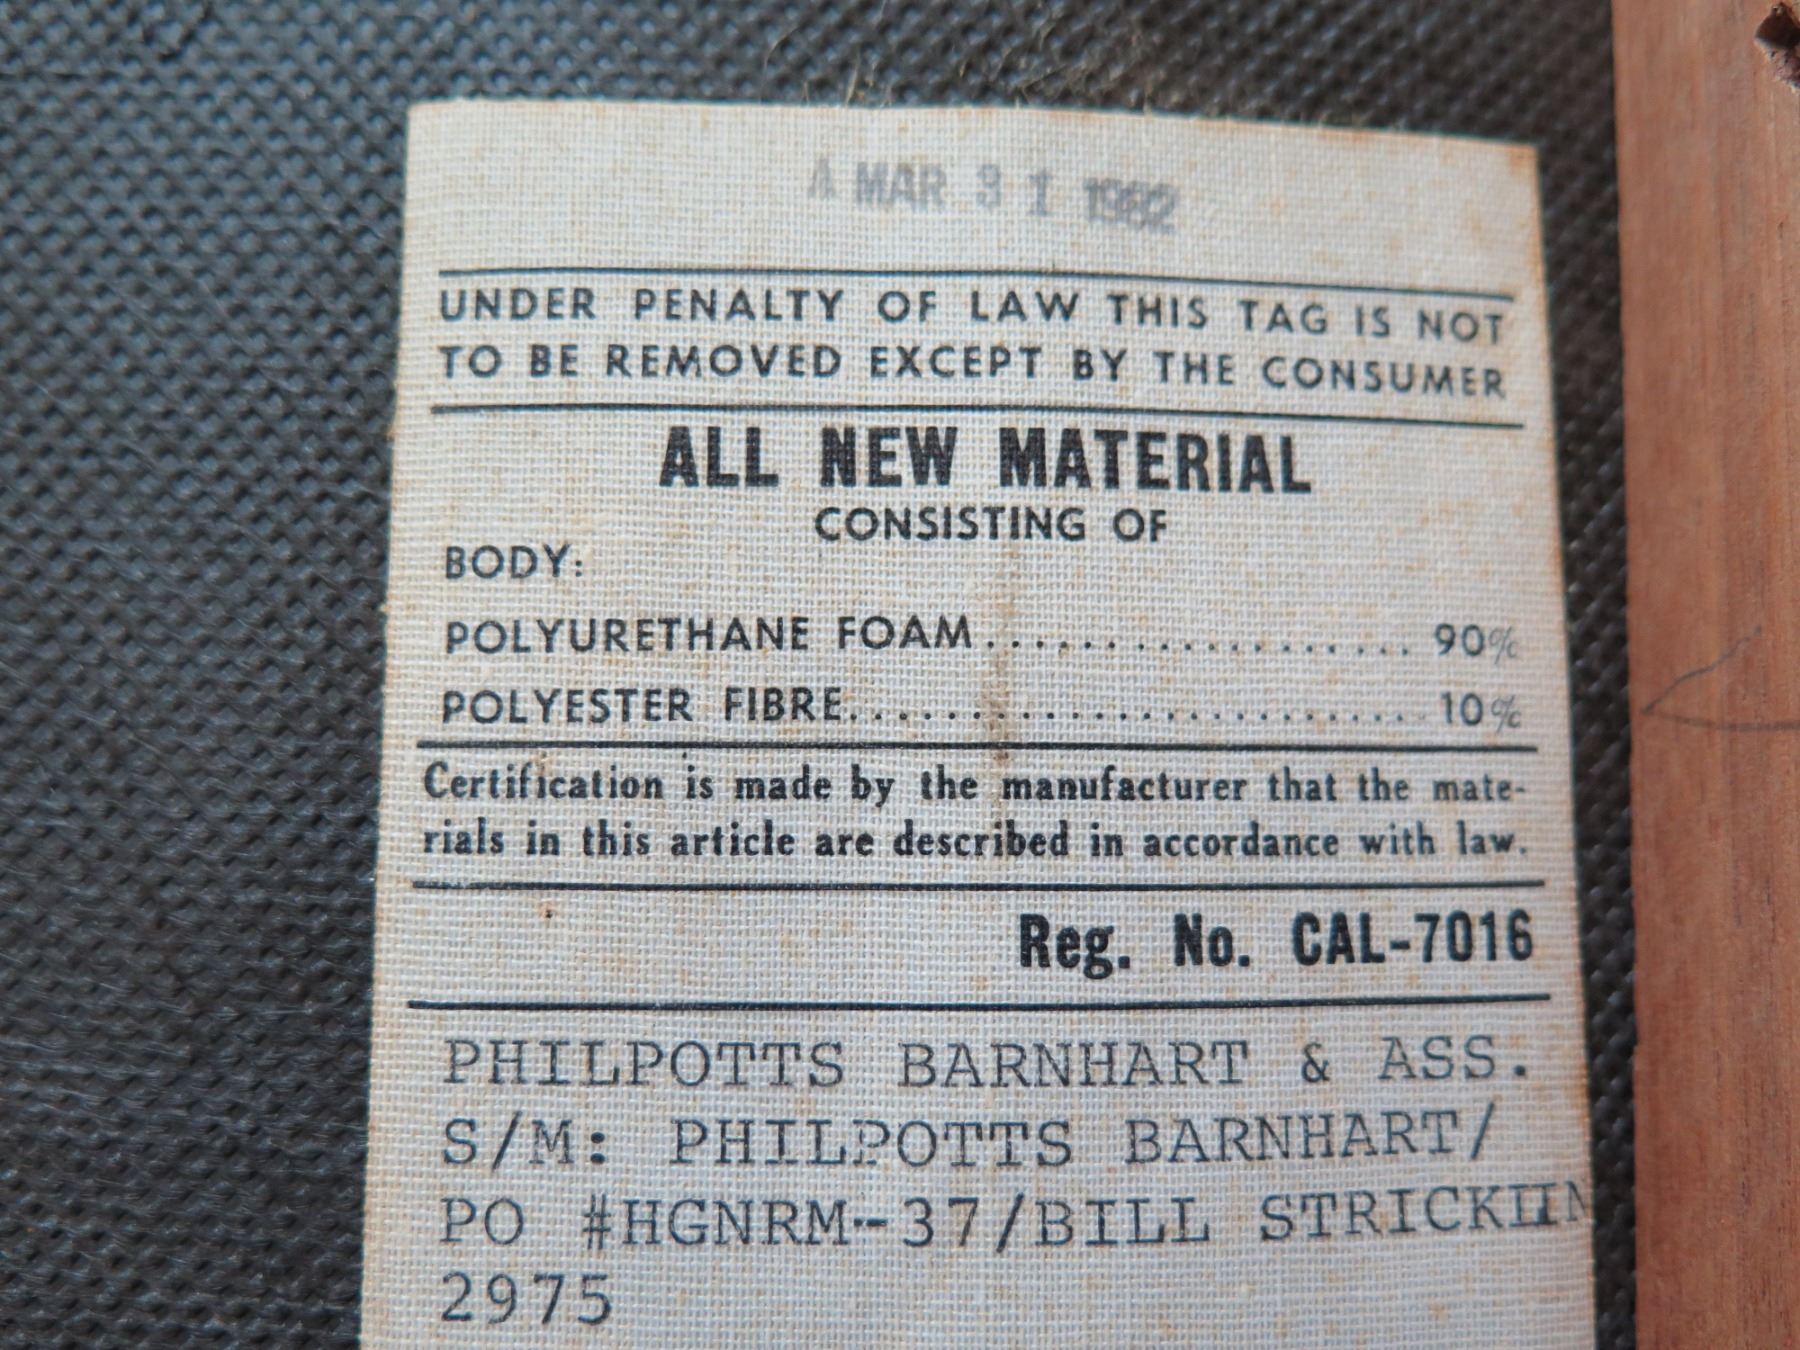 A MAR 31 1982
UNDER PENALTY OF LAW THIS TAG IS NOT
TO BE REMOVED EXCEPT BY THE CONSUMER
ALL NEW MATERIAL
CONSISTING OF
BODY:
POLYURETHANE FOAM.................. 90%
POLYESTER FIBRE........................ 10%
Certification is made by the manufacturer that the mate-
rials in this article are described in accordance with law.
Reg. No. CAL-7016
PHILPOTTS BARNHART & ASS.
S/M: PHILPOTTS BARNHART/
PO #HGNRM--37/BILL
2975